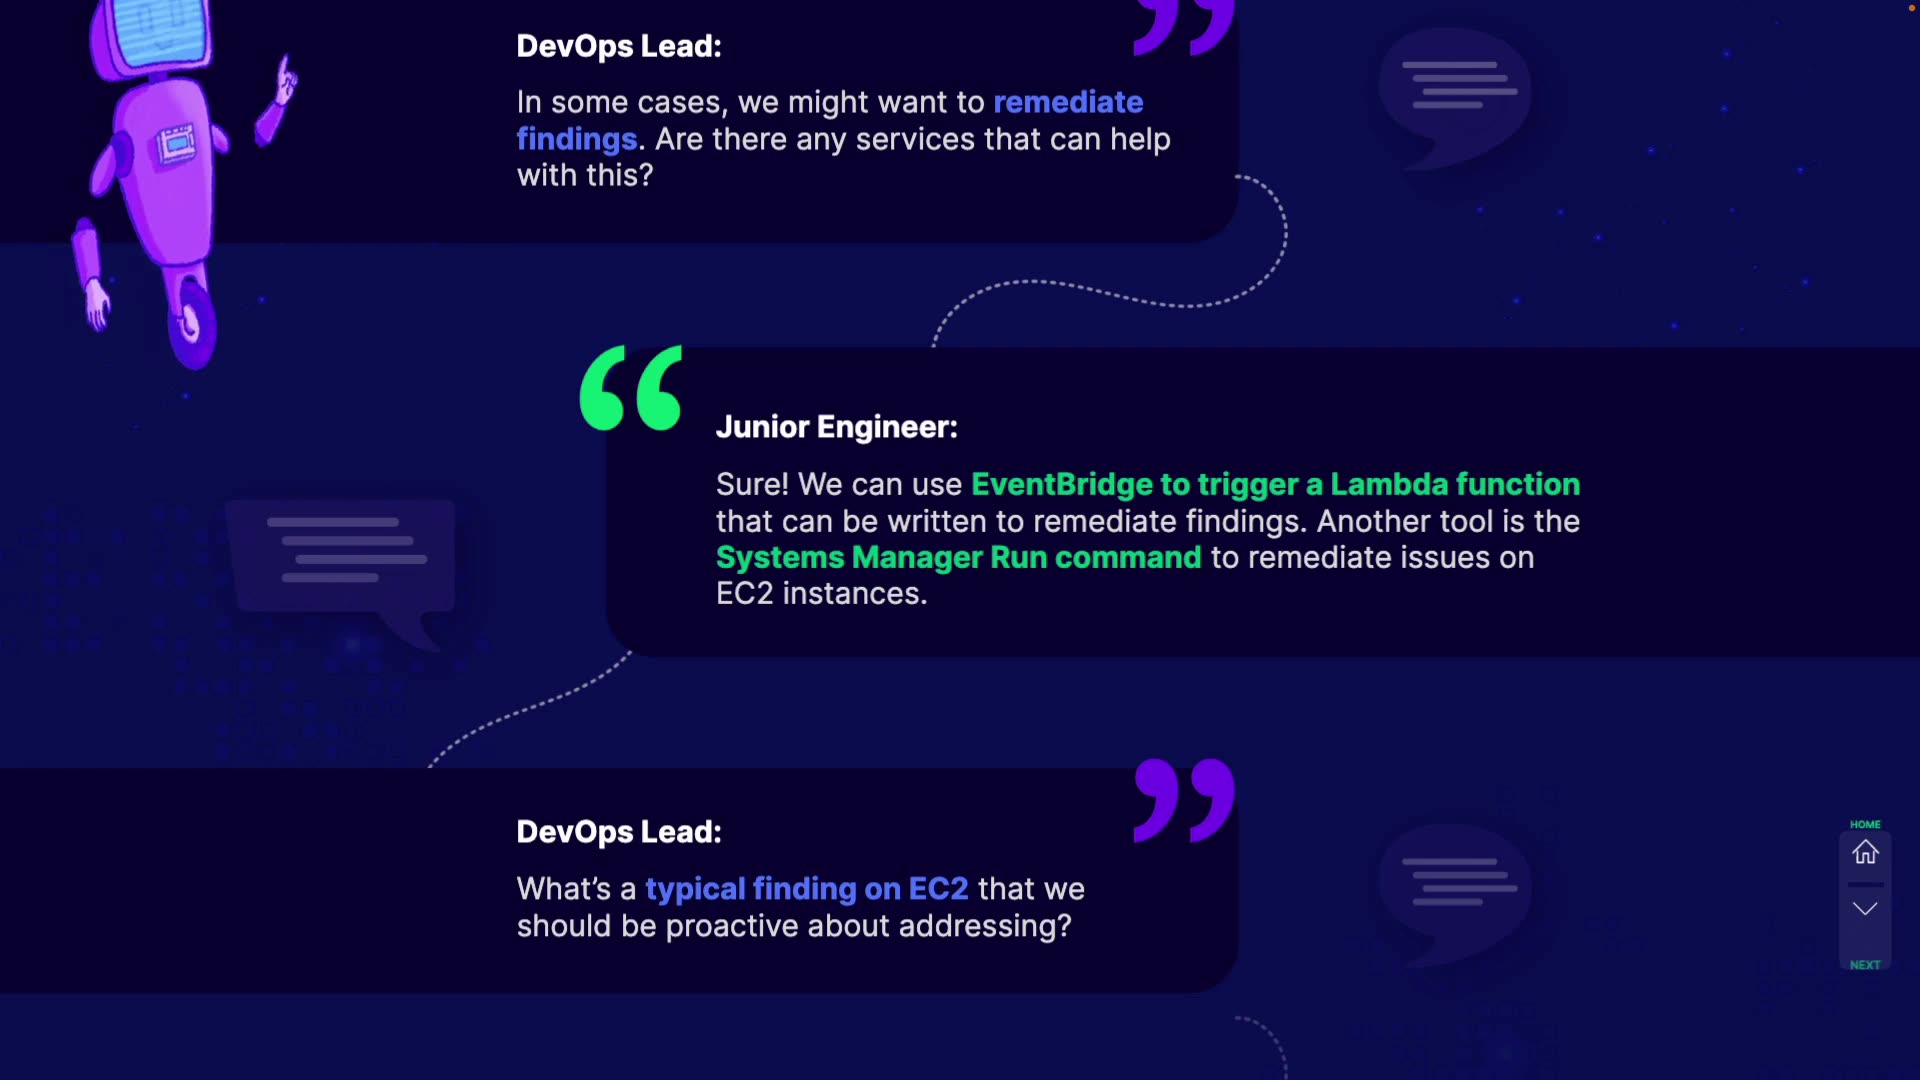 DevOps Lead:
In some cases, we might want to remediate
findings. Are there any services that can help
with this?
Junior Engineer:
Sure! We can use EventBridge to trigger a Lambda function
that can be written to remediate findings. Another tool is the
Systems Manager Run command to remediate issues on
EC2 instances.
DevOps Lead:
What’s a typical finding on EC2 that we
should be proactive about addressing?
HOME
NEXT